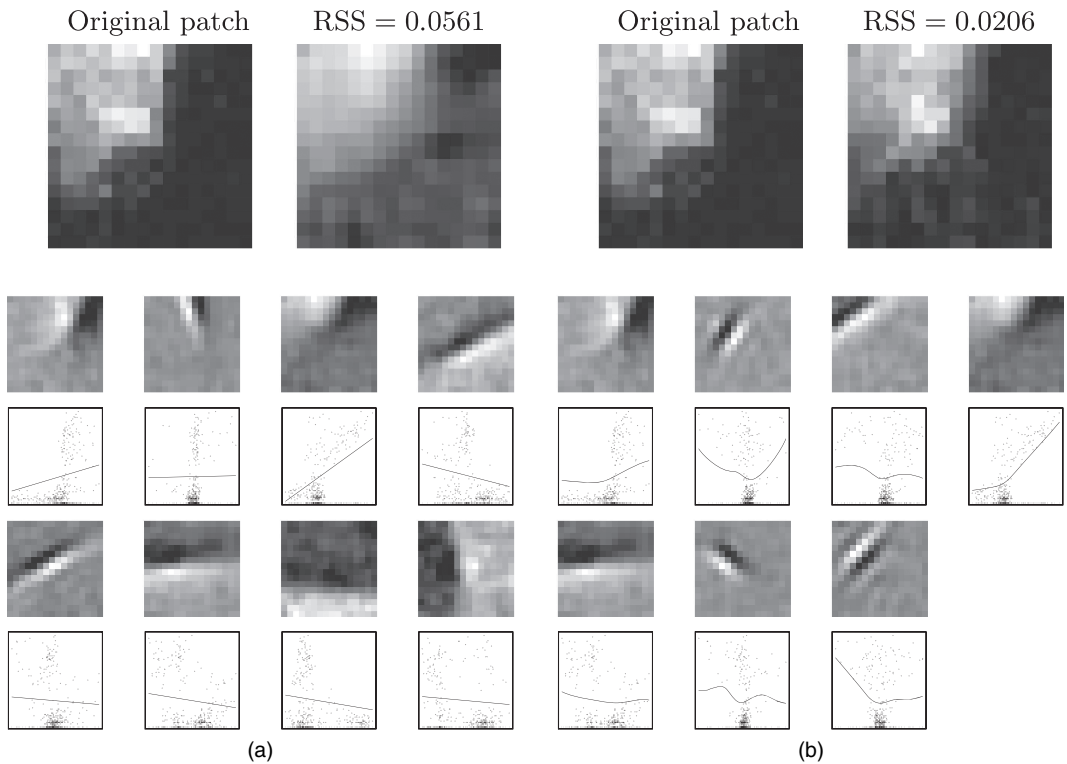 Original patch
RSS = 0.0561
Original patch
RSS = 0.0206
(a)
(b)